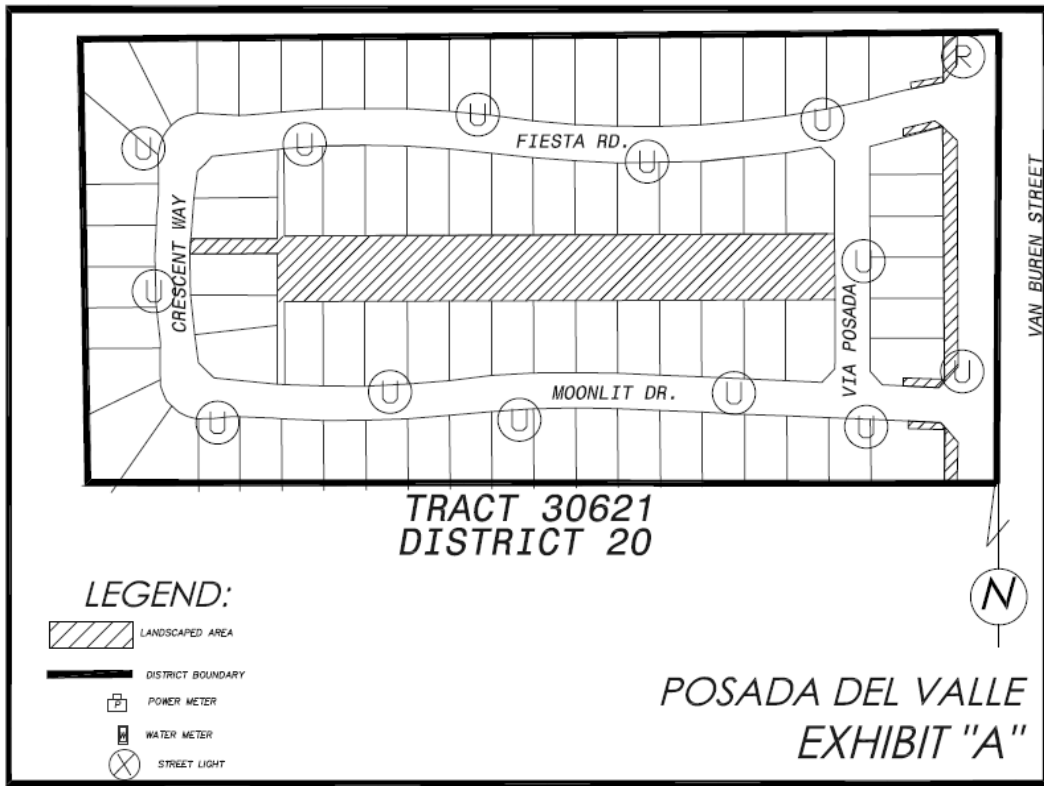 R
U
U
U
U
U
FIESTA RD.
VAN BUREN STREET
CRESCENT WAY
U
U
VIA POSADA
U
U
U
MOONLIT DR.
U
U
U
TRACT 30621
DISTRICT 20
N
LEGEND:
LANDSCAPED AREA
DISTRICT BOUNDARY
P
POWER METER
W
WATER METER
X
STREET LIGHT
POSADA DEL VALLE
EXHIBIT "A"